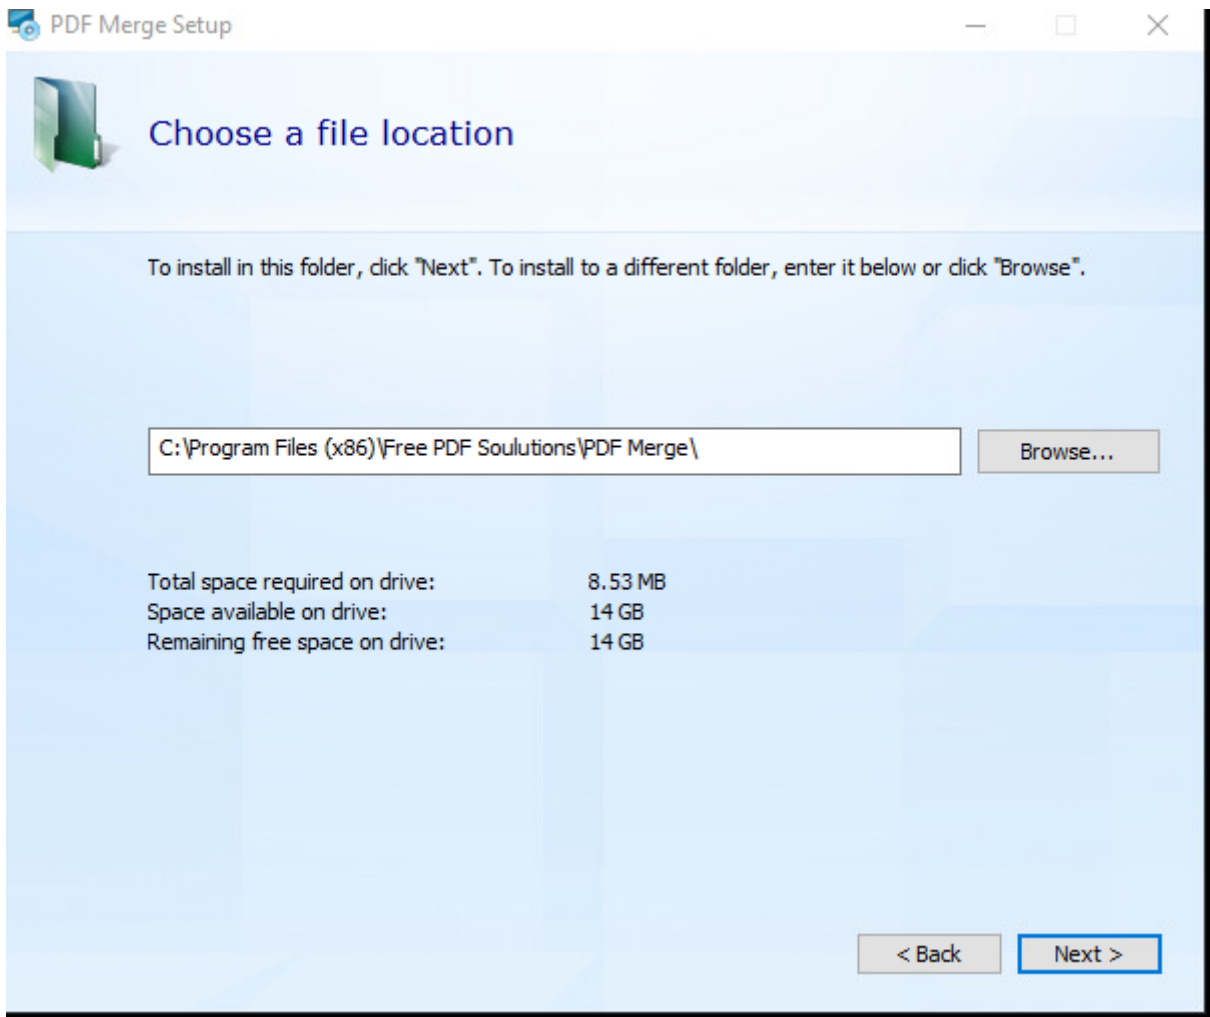 PDF Merge Setup
Choose a file location
To install in this folder, click "Next". To install to a different folder, enter it below or click "Browse".
C:\Program Files (x86)\Free PDF Soulutions\PDF Merge\
Browse...
Total space required on drive: 8.53 MB
Space available on drive: 14 GB
Remaining free space on drive: 14 GB
< Back
Next >